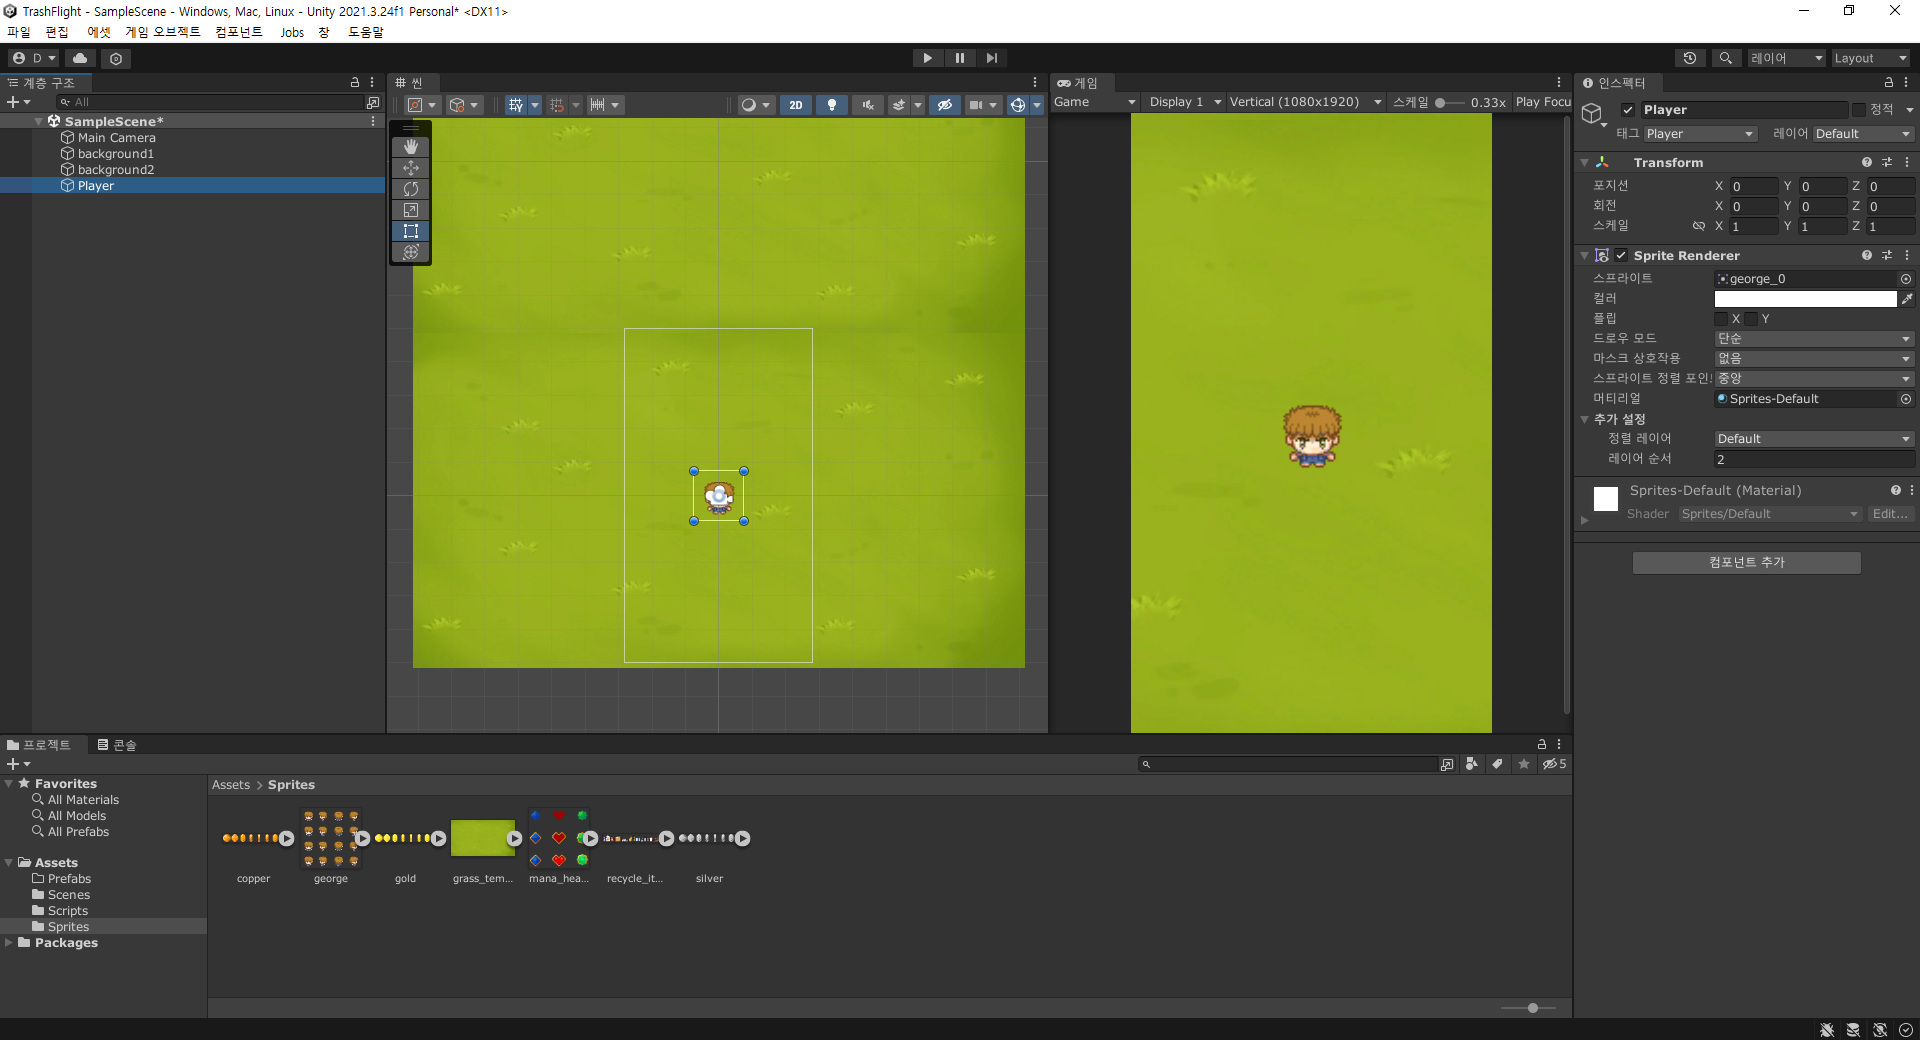 TrashFlight - SampleScene - Windows, Mac, Linux - Unity 2021.3.24f1 Personal* <DX11>
파일 편집 에셋 게임 오브젝트 컴포넌트 Jobs 창 도움말
D
레이어 Layout
계층 구조
All
SampleScene*
Main Camera
background1
background2
Player
씬
2D
게임
Game Display 1 Vertical (1080x1920) 스케일 0.33x Play Focu
인스펙터
Player 정적
태그 Player 레이어 Default
Transform
포지션 X 0 Y 0 Z 0
회전 X 0 Y 0 Z 0
스케일 X 1 Y 1 Z 1
Sprite Renderer
스프라이트 george_0
컬러
플립 X Y
드로우 모드 단순
마스크 상호작용 없음
스프라이트 정렬 포인 중앙
머티리얼 Sprites-Default
추가 설정
정렬 레이어 Default
레이어 순서 2
Sprites-Default (Material)
Shader Sprites/Default Edit...
컴포넌트 추가
프로젝트 콘솔
5
Favorites
All Materials
All Models
All Prefabs
Assets
Prefabs
Scenes
Scripts
Sprites
Packages
Assets > Sprites
copper george gold grass_tem... mana_hea... recycle_it... silver